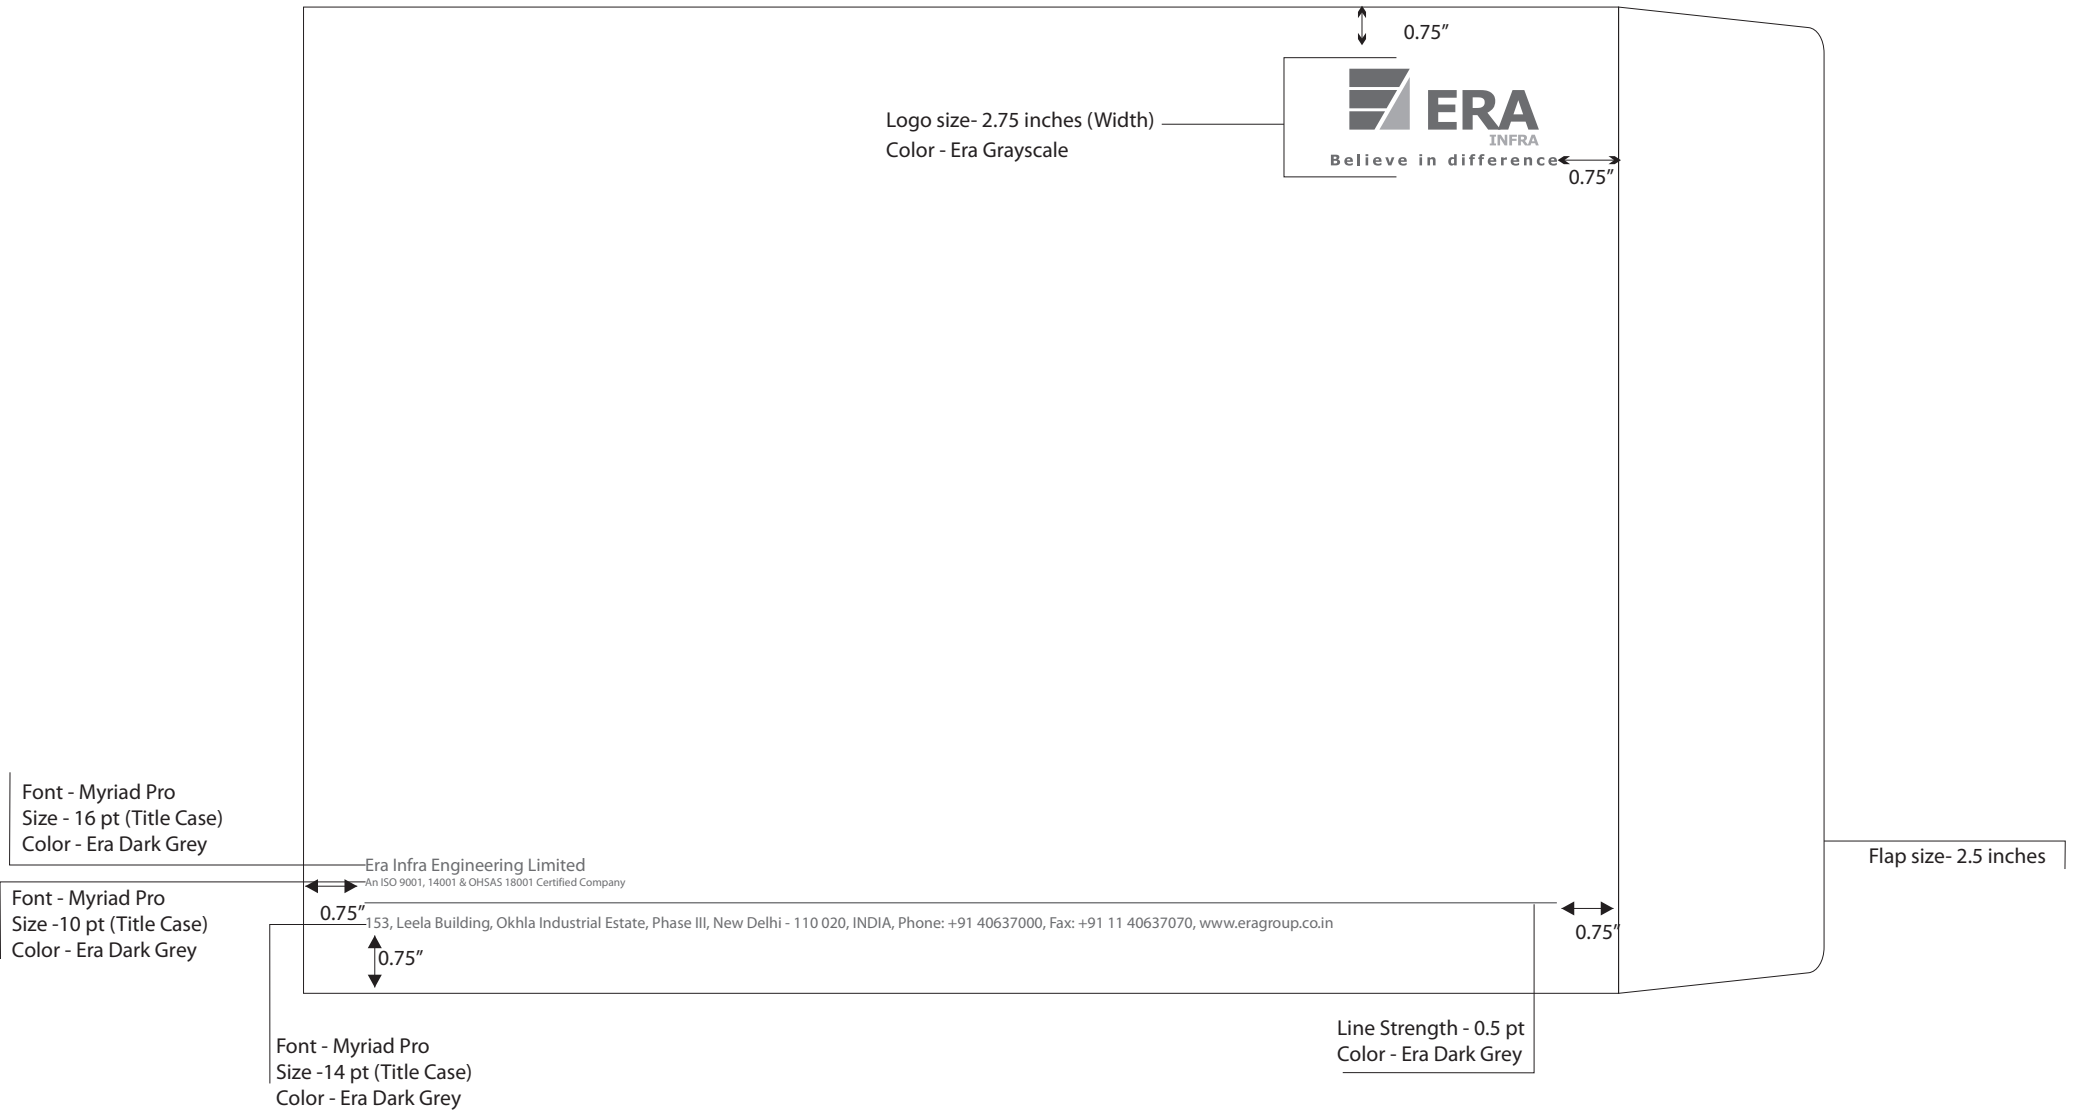 0.75”
ERA
INFRA
Believe in difference
0.75”
Logo size- 2.75 inches (Width)
Color - Era Grayscale
Font - Myriad Pro
Size - 16 pt (Title Case)
Color - Era Dark Grey
Era Infra Engineering Limited
An ISO 9001, 14001 & OHSAS 18001 Certified Company
Flap size- 2.5 inches
Font - Myriad Pro
Size -10 pt (Title Case)
Color - Era Dark Grey
0.75”
153, Leela Building, Okhla Industrial Estate, Phase III, New Delhi - 110 020, INDIA, Phone: +91 40637000, Fax: +91 11 40637070, www.eragroup.co.in
0.75”
0.75”
Font - Myriad Pro
Size -14 pt (Title Case)
Color - Era Dark Grey
Line Strength - 0.5 pt
Color - Era Dark Grey